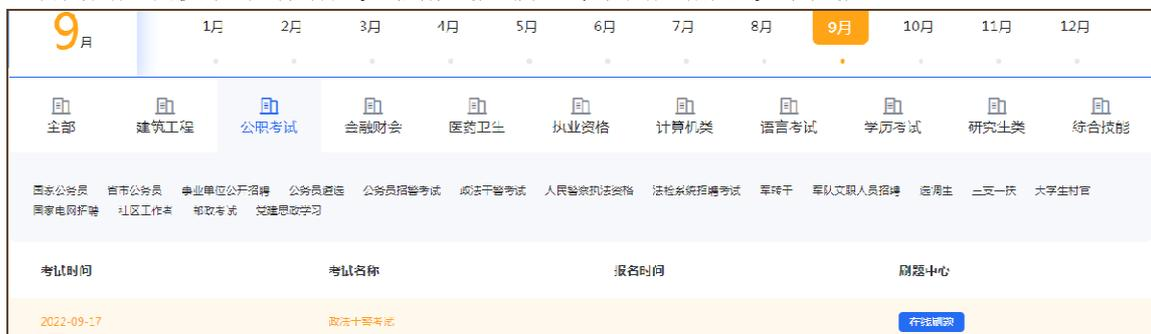 9月 1月 2月 3月 4月 5月 6月 7月 8月 9月 10月 11月 12月
全部 建筑工程 公职考试 金融财会 医药卫生 执业资格 计算机类 语言考试 学历考试 研究生类 综合技能
国家公务员 省市公务员 事业单位公开招聘 公务员遴选 公务员招警考试 政法干警考试 人民警察执法资格 法检系统招聘考试 军转干 军队文职人员招聘 选调生 三支一扶 大学生村官
国家电网招聘 社区工作者 邮政考试 党建思政学习
考试时间 考试名称 报名时间 刷题中心
2022-09-17 政法干警考试 在线刷题